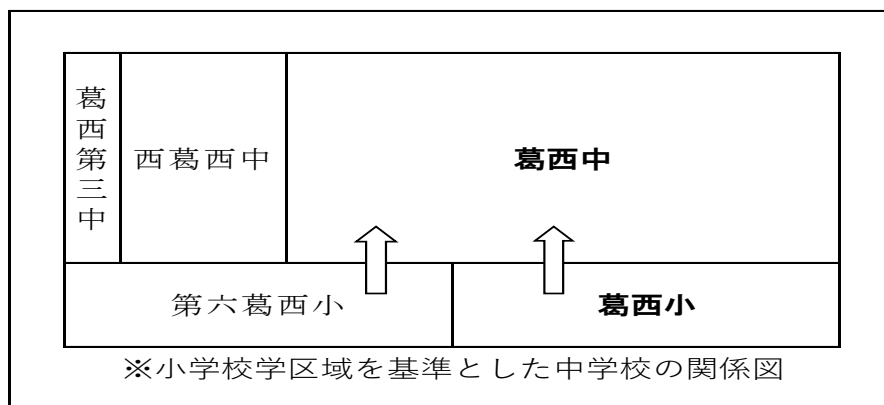 葛西第三中
西葛西中
葛西中
第六葛西小
葛西小
※小学校学区域を基準とした中学校の関係図